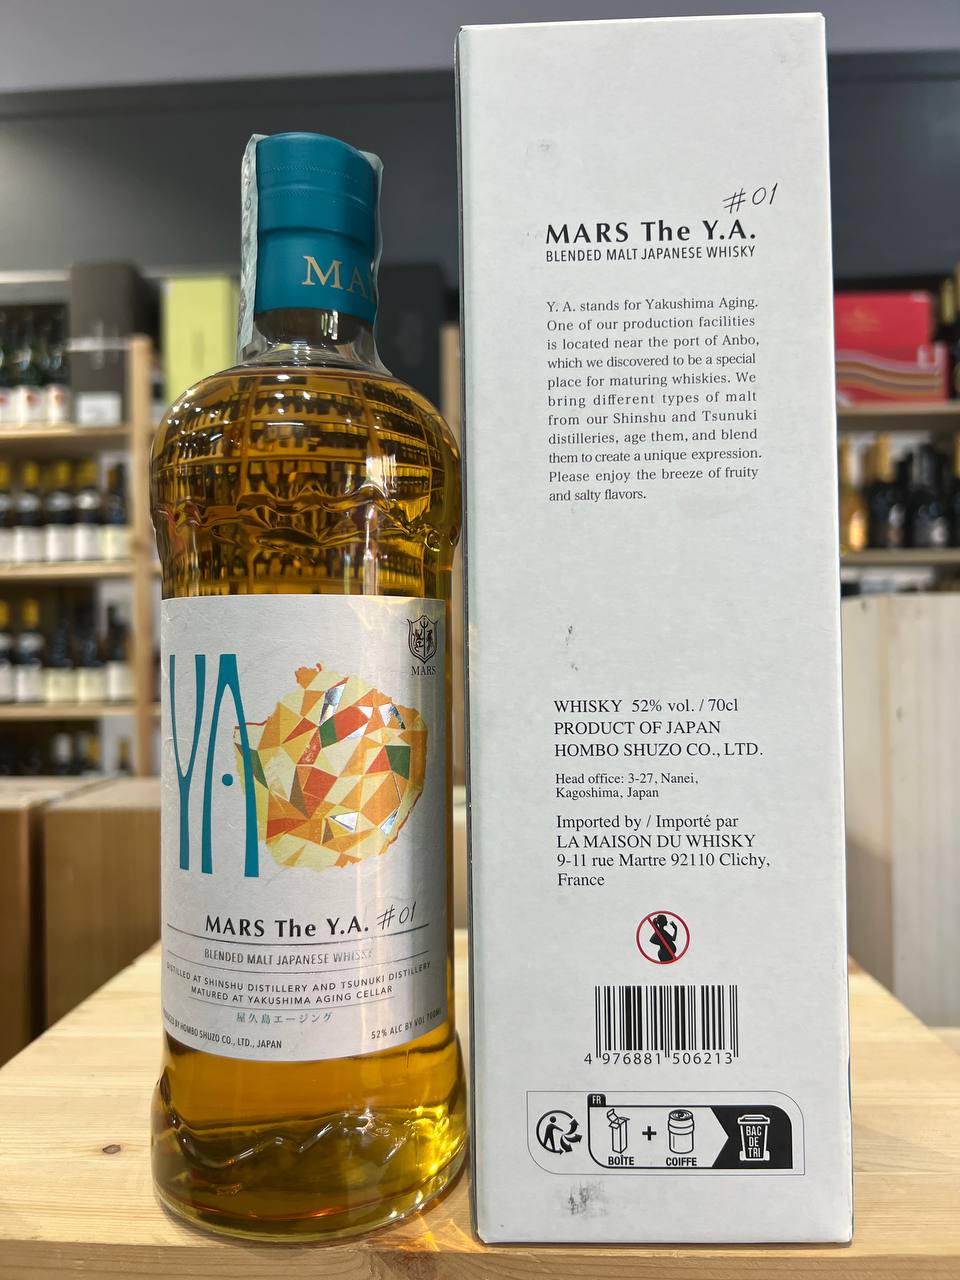 MA
YA
MARS
MARS The Y.A. #01
BLENDED MALT JAPANESE WHISKY
DISTILLED AT SHINSHU DISTILLERY AND TSUNUKI DISTILLERY
MATURED AT YAKUSHIMA AGING CELLAR
屋久島エージング
BY HOMBO SHUZO CO., LTD., JAPAN
52% ALC BY VOL 700ML
#01
MARS The Y.A.
BLENDED MALT JAPANESE WHISKY
Y. A. stands for Yakushima Aging.
One of our production facilities
is located near the port of Anbo,
which we discovered to be a special
place for maturing whiskies. We
bring different types of malt
from our Shinshu and Tsunuki
distilleries, age them, and blend
them to create a unique expression.
Please enjoy the breeze of fruity
and salty flavors.
WHISKY 52% vol. / 70cl
PRODUCT OF JAPAN
HOMBO SHUZO CO., LTD.
Head office: 3-27, Nanei,
Kagoshima, Japan
Imported by / Importé par
LA MAISON DU WHISKY
9-11 rue Martre 92110 Clichy,
France
4 976881 506213
FR
BOÎTE + COIFFE
BAC
DE
TRI